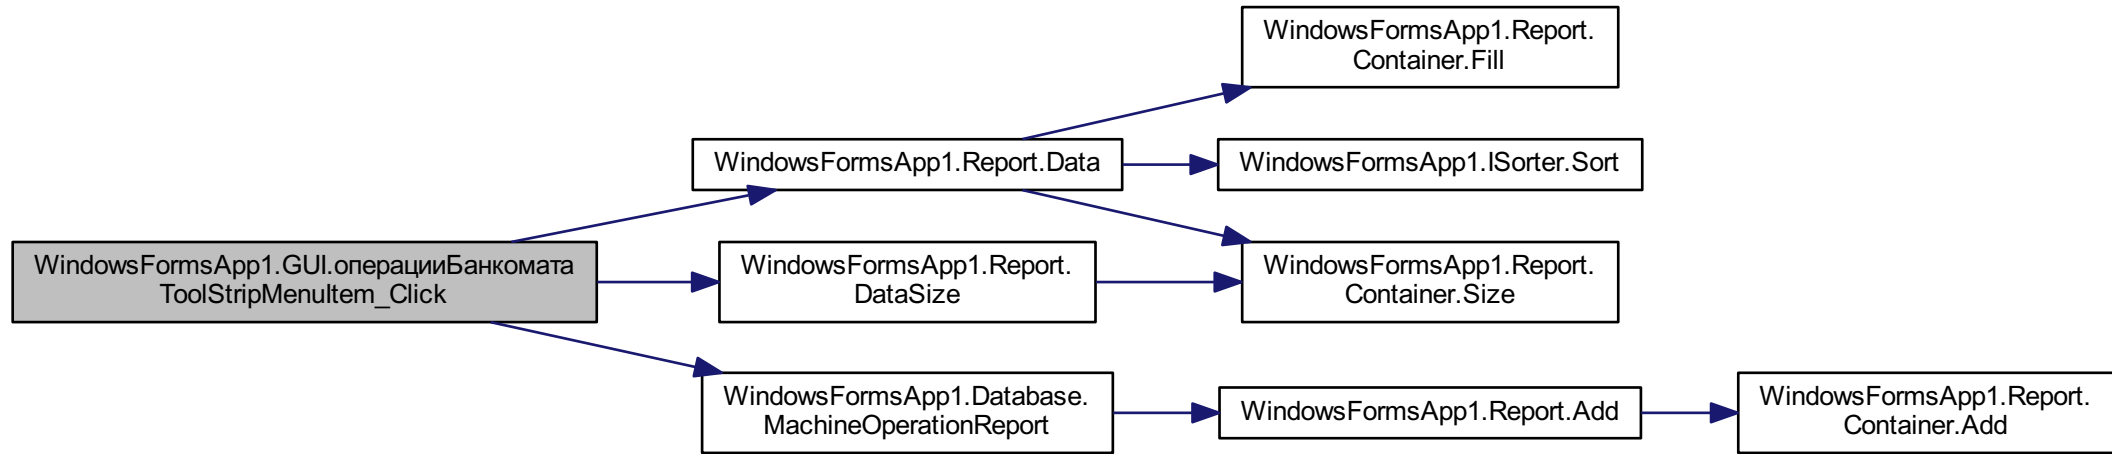 WindowsFormsApp1.GUI.операцииБанкомата
ToolStripMenuItem_Click
WindowsFormsApp1.Report.Data
WindowsFormsApp1.Report.
Container.Fill
WindowsFormsApp1.ISorter.Sort
WindowsFormsApp1.Report.
Container.Size
WindowsFormsApp1.Report.
DataSize
WindowsFormsApp1.Database.
MachineOperationReport
WindowsFormsApp1.Report.Add
WindowsFormsApp1.Report.
Container.Add